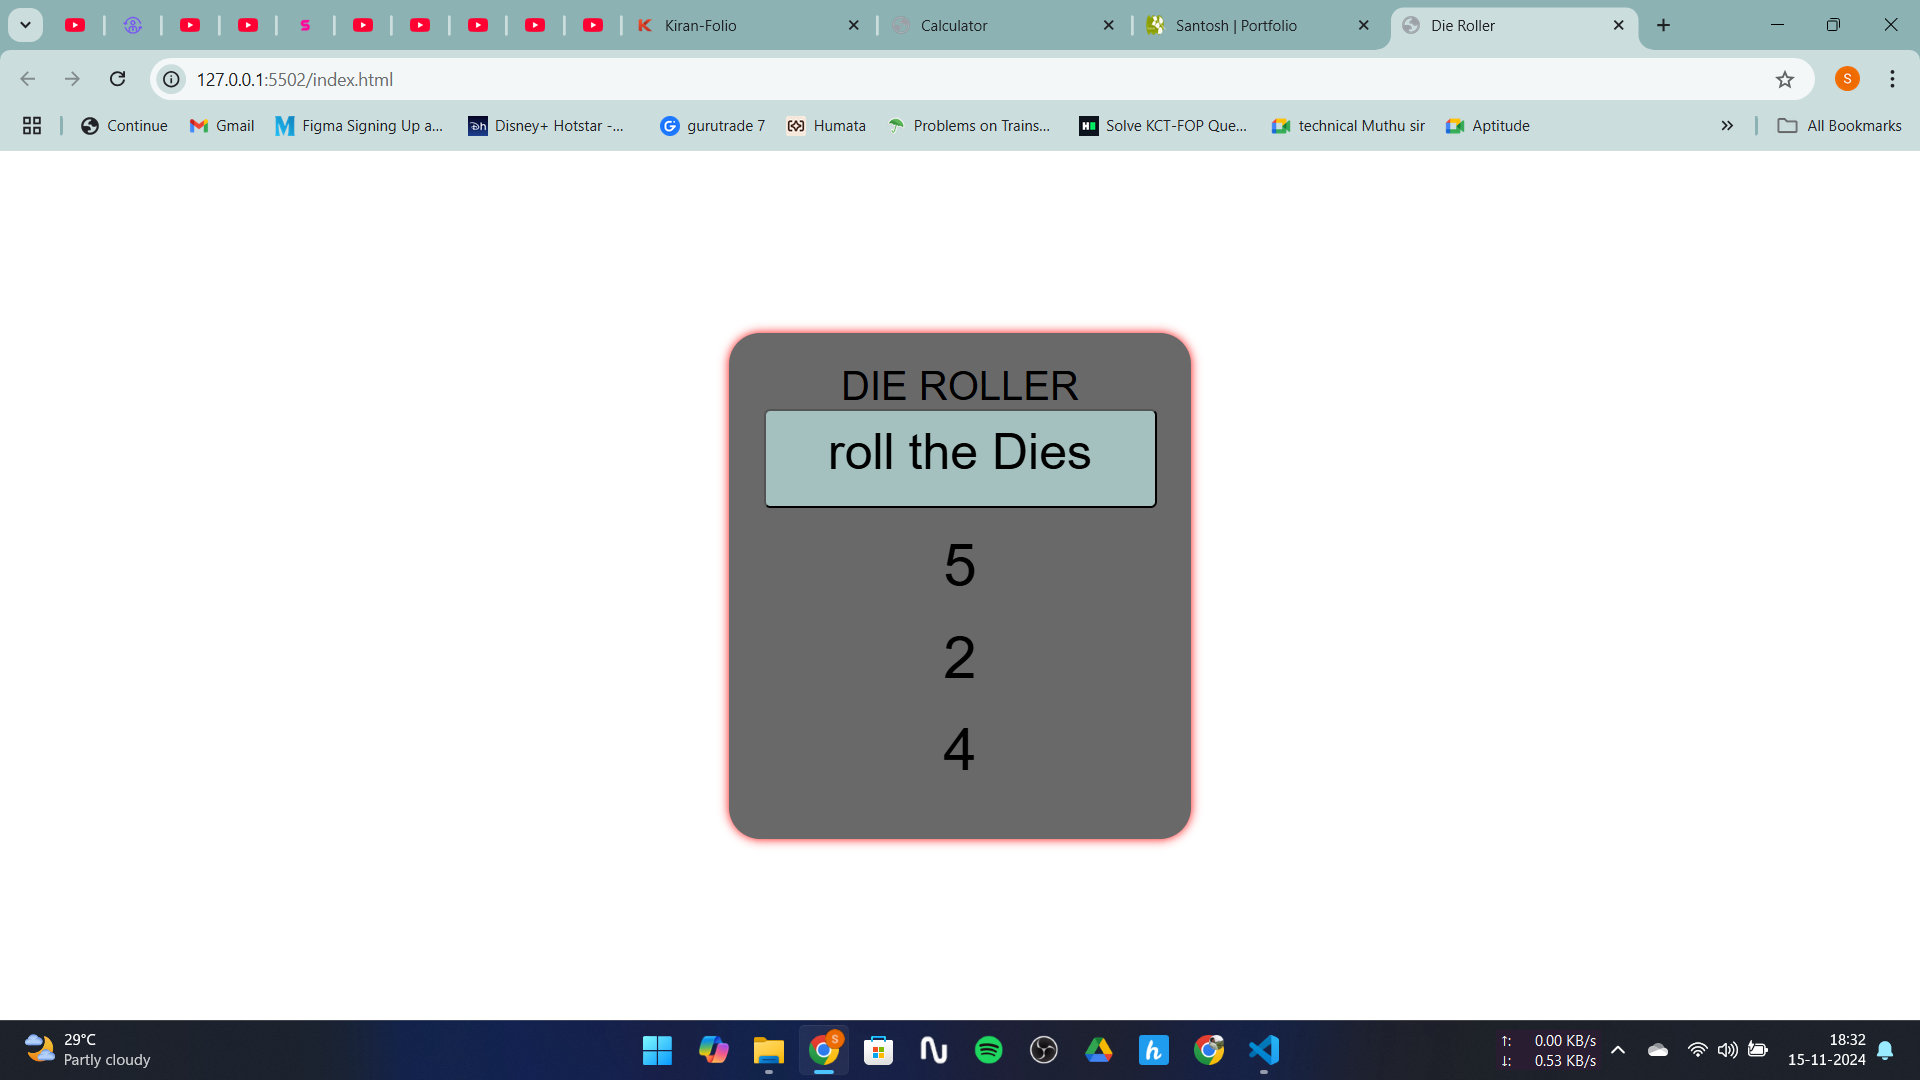 Kiran-Folio
Calculator
Santosh | Portfolio
Die Roller
127.0.0.1:5502/index.html
S
Continue
Gmail
Figma Signing Up a...
Disney+ Hotstar -...
gurutrade 7
Humata
Problems on Trains...
Solve KCT-FOP Que...
technical Muthu sir
Aptitude
All Bookmarks
DIE ROLLER
roll the Dies
5
2
4
29°C
Partly cloudy
↑: 0.00 KB/s
↓: 0.53 KB/s
18:32
15-11-2024